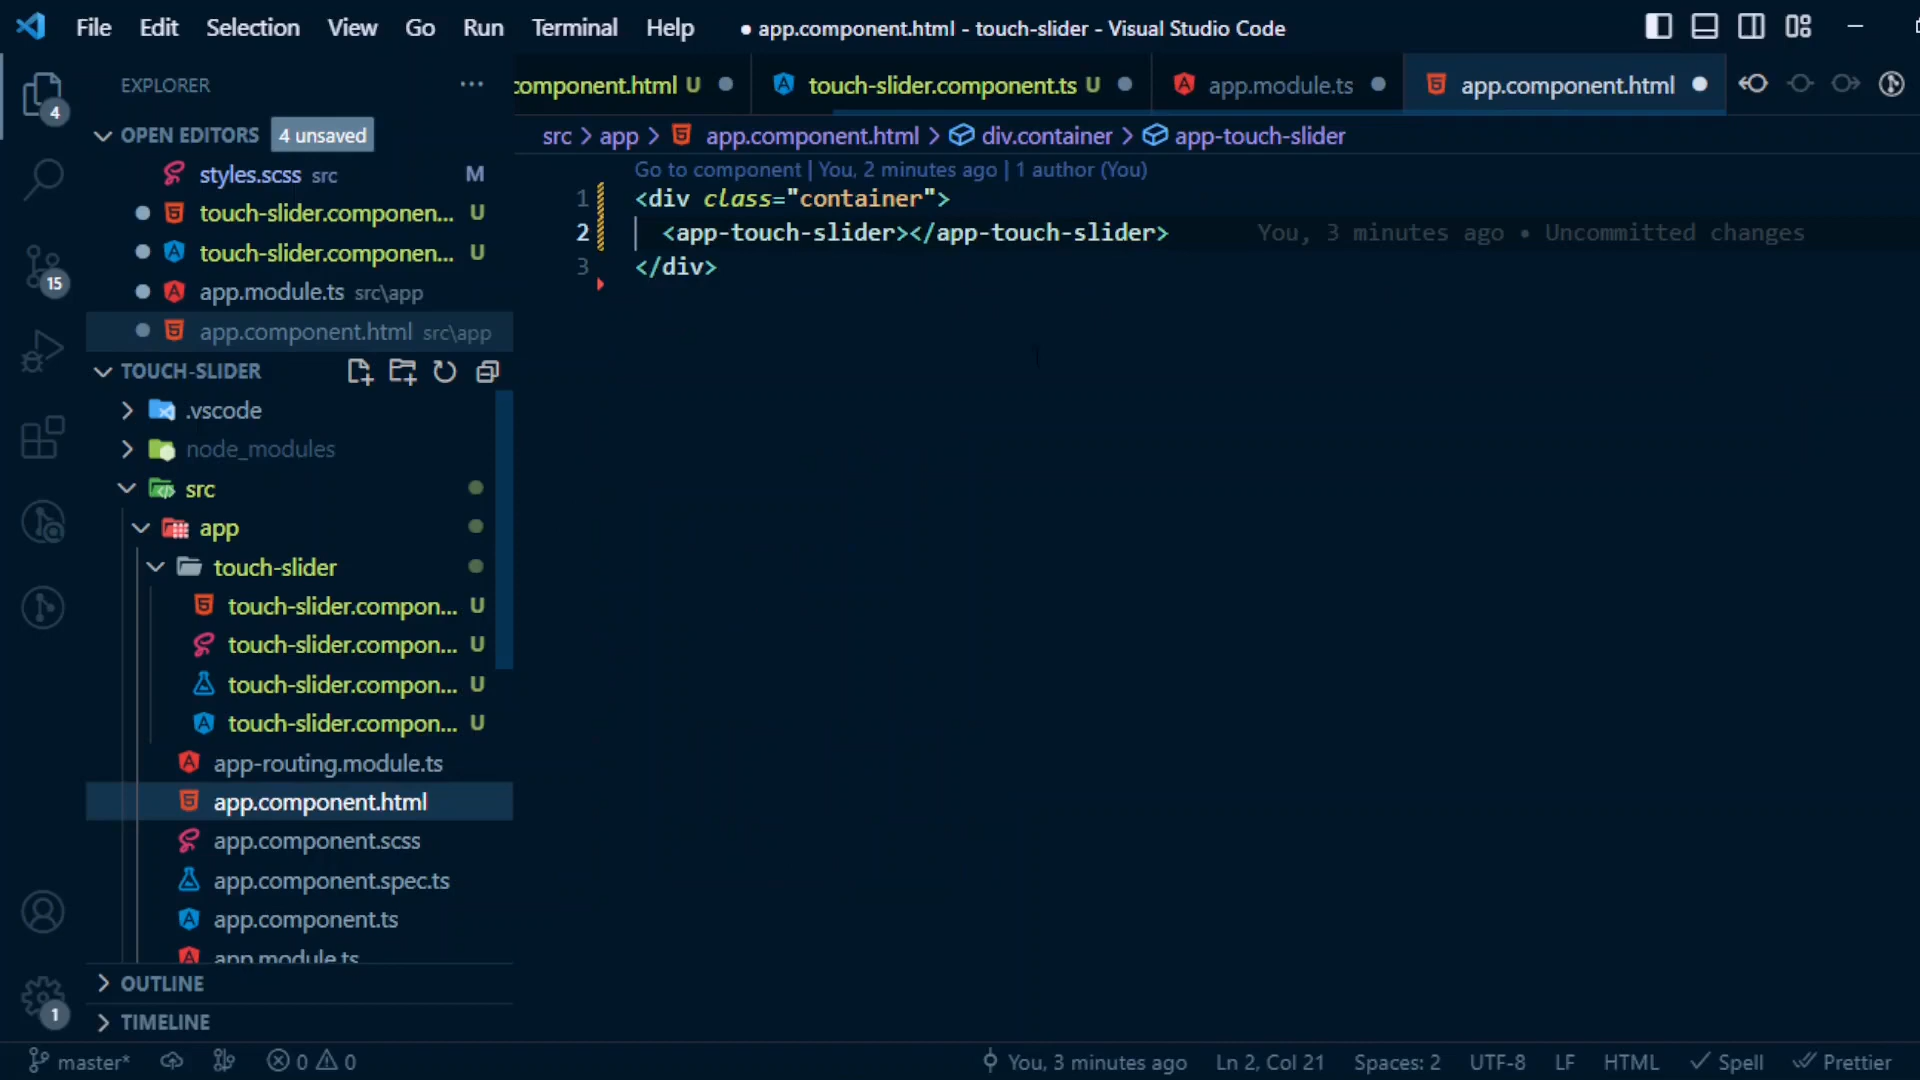 File Edit Selection View Go Run Terminal Help ● app.component.html - touch-slider - Visual Studio Code
EXPLORER
component.html U
touch-slider.component.ts U
app.module.ts
app.component.html
OPEN EDITORS 4 unsaved
styles.scss src M
touch-slider.componen... U
touch-slider.componen... U
app.module.ts src\app
app.component.html src\app
TOUCH-SLIDER
.vscode
node_modules
src
app
touch-slider
touch-slider.compon... U
touch-slider.compon... U
touch-slider.compon... U
touch-slider.compon... U
app-routing.module.ts
app.component.html
app.component.scss
app.component.spec.ts
app.component.ts
app.module.ts
OUTLINE
TIMELINE
4
15
1
src > app > app.component.html > div.container > app-touch-slider
Go to component | You, 2 minutes ago | 1 author (You)
1 <div class="container">
2 <app-touch-slider></app-touch-slider> You, 3 minutes ago • Uncommitted changes
3 </div>
master* 0 0 You, 3 minutes ago Ln 2, Col 21 Spaces: 2 UTF-8 LF HTML Spell Prettier